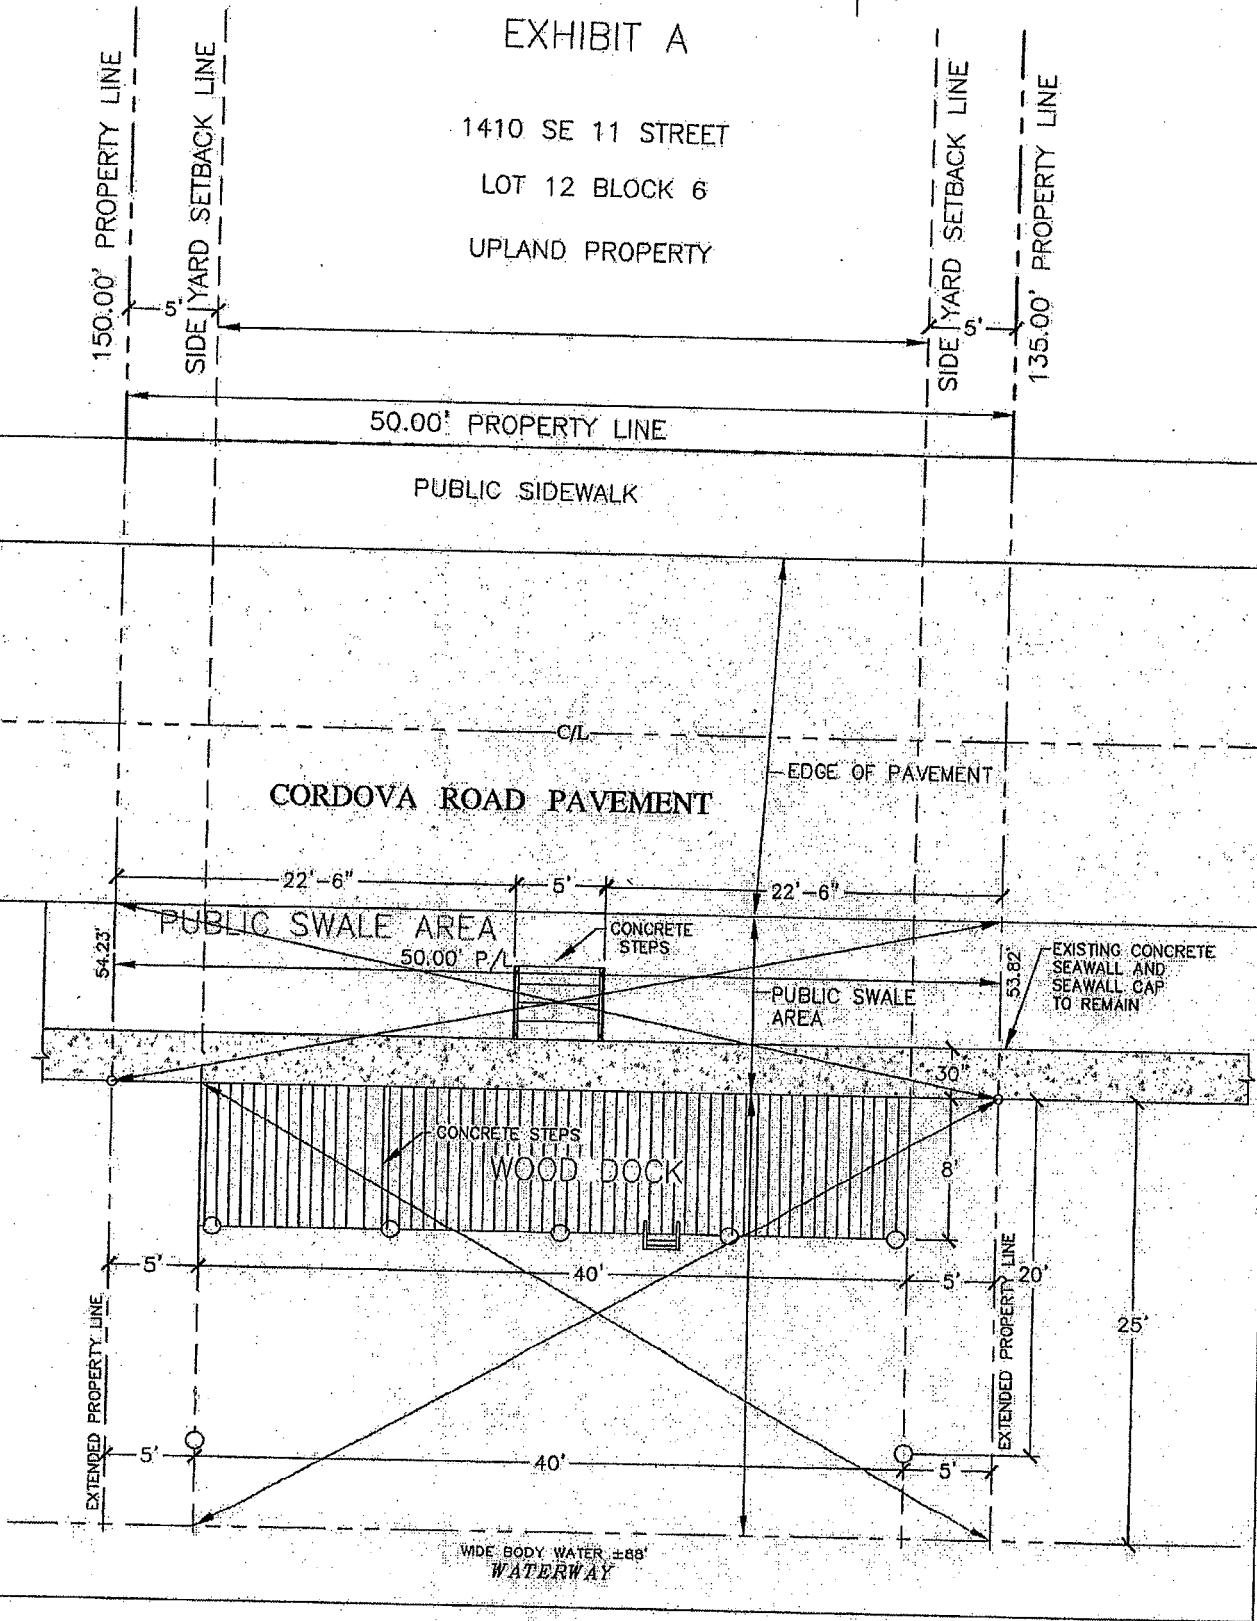 EXHIBIT A
1410 SE 11 STREET
LOT 12 BLOCK 6
UPLAND PROPERTY
150.00' PROPERTY LINE
SIDE YARD SETBACK LINE
SIDE YARD SETBACK LINE
135.00' PROPERTY LINE
5'
5'
50.00' PROPERTY LINE
PUBLIC SIDEWALK
C/L
EDGE OF PAVEMENT
CORDOVA ROAD PAVEMENT
22'-6"
5'
22'-6"
PUBLIC SWALE AREA
CONCRETE
STEPS
54.23'
50.00' P/L
53.82'
EXISTING CONCRETE
SEAWALL AND
SEAWALL CAP
TO REMAIN
PUBLIC SWALE
AREA
30"
CONCRETE STEPS
WOOD DOCK
8'
5'
40'
5'
20'
25'
EXTENDED PROPERTY LINE
EXTENDED PROPERTY LINE
5'
40'
5'
WIDE BODY WATER ±88'
WATERWAY